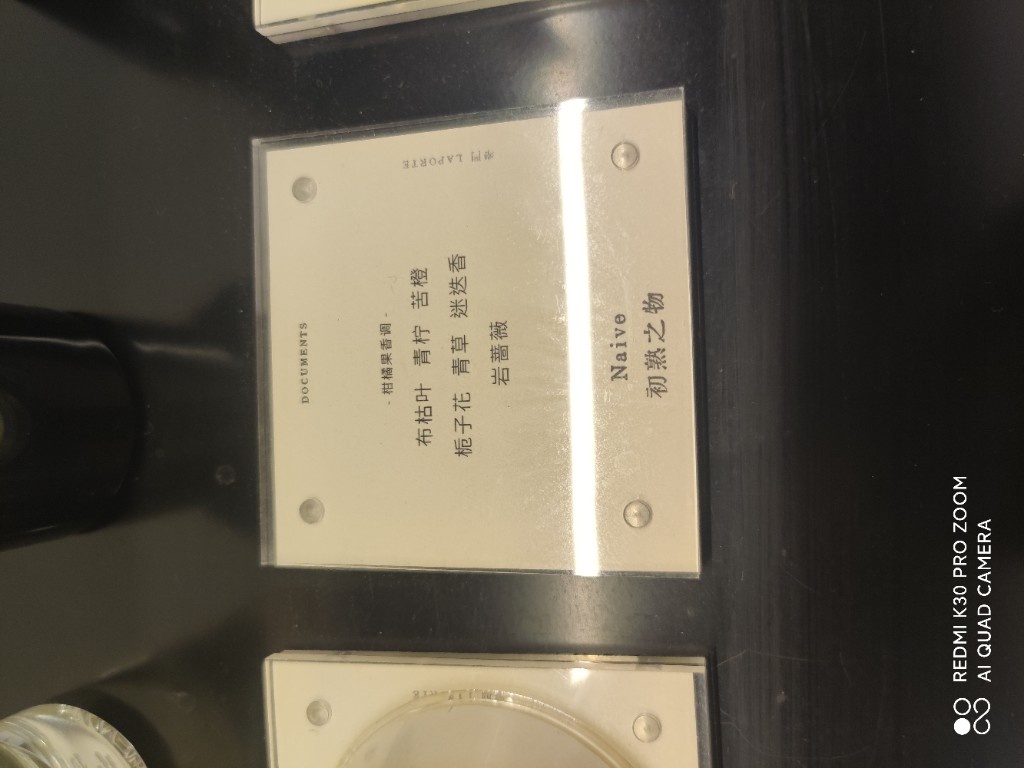 DOCUMENTS
- 柑橘果香调 -
布枯叶 青柠 苦橙
栀子花 青草 迷迭香
岩蔷薇
Naive
初熟之物
LAPORTE
REDMI K30 PRO ZOOM
AI QUAD CAMERA